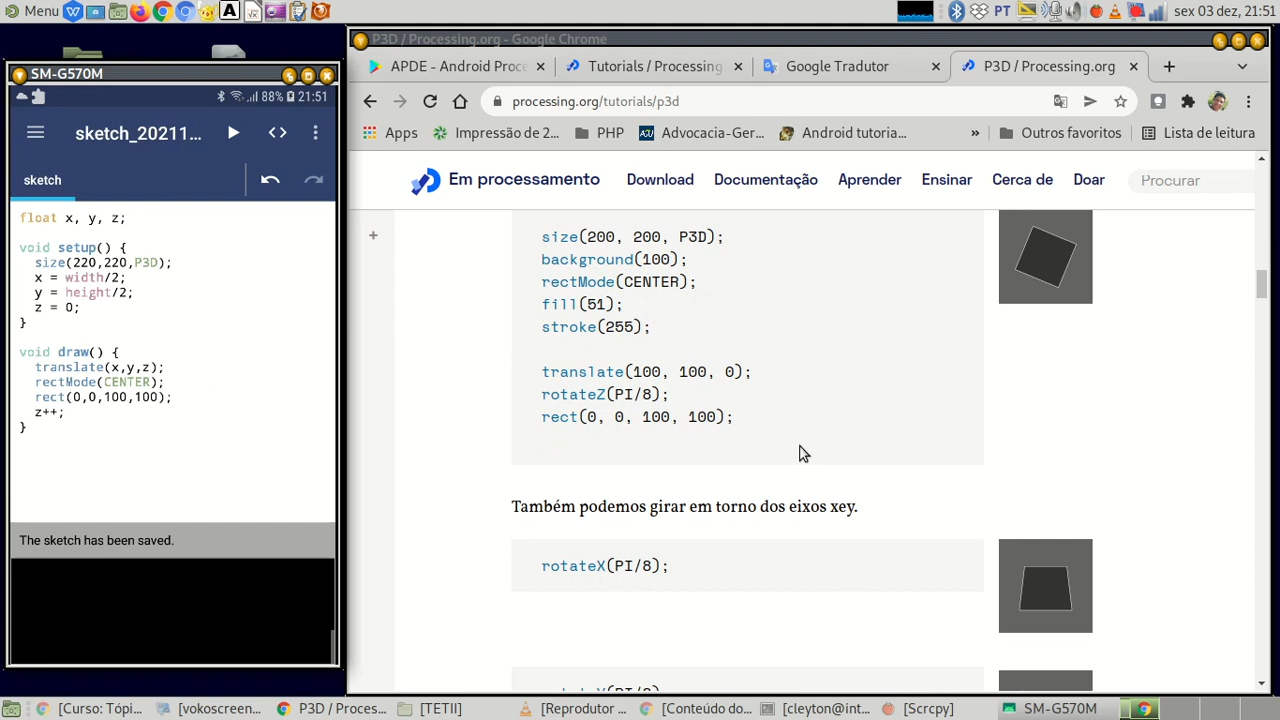 Menu
A
PT
sex 03 dez, 21:51
SM-G570M
88% 21:51
sketch_20211...
sketch
float x, y, z;
void setup() {
size(220,220,P3D);
x = width/2;
y = height/2;
z = 0;
}
void draw() {
translate(x,y,z);
rectMode(CENTER);
rect(0,0,100,100);
z++;
}
The sketch has been saved.
P3D / Processing.org - Google Chrome
APDE - Android Proc
Tutorials / Processing
Google Tradutor
P3D / Processing.org
processing.org/tutorials/p3d
Apps
Impressão de 2...
PHP
Advocacia-Ger...
Android tutoria...
»
Outros favoritos
Lista de leitura
Em processamento
Download
Documentação
Aprender
Ensinar
Cerca de
Doar
Procurar
size(200, 200, P3D);
background(100);
rectMode(CENTER);
fill(51);
stroke(255);
translate(100, 100, 0);
rotateZ(PI/8);
rect(0, 0, 100, 100);
Também podemos girar em torno dos eixos xey.
rotateX(PI/8);
[Curso: Tópi...
[vokoscreen...
P3D / Proces...
[TETII]
[Reprodutor ...
[Conteúdo do...
[cleyton@int...
[Scrcpy]
SM-G570M